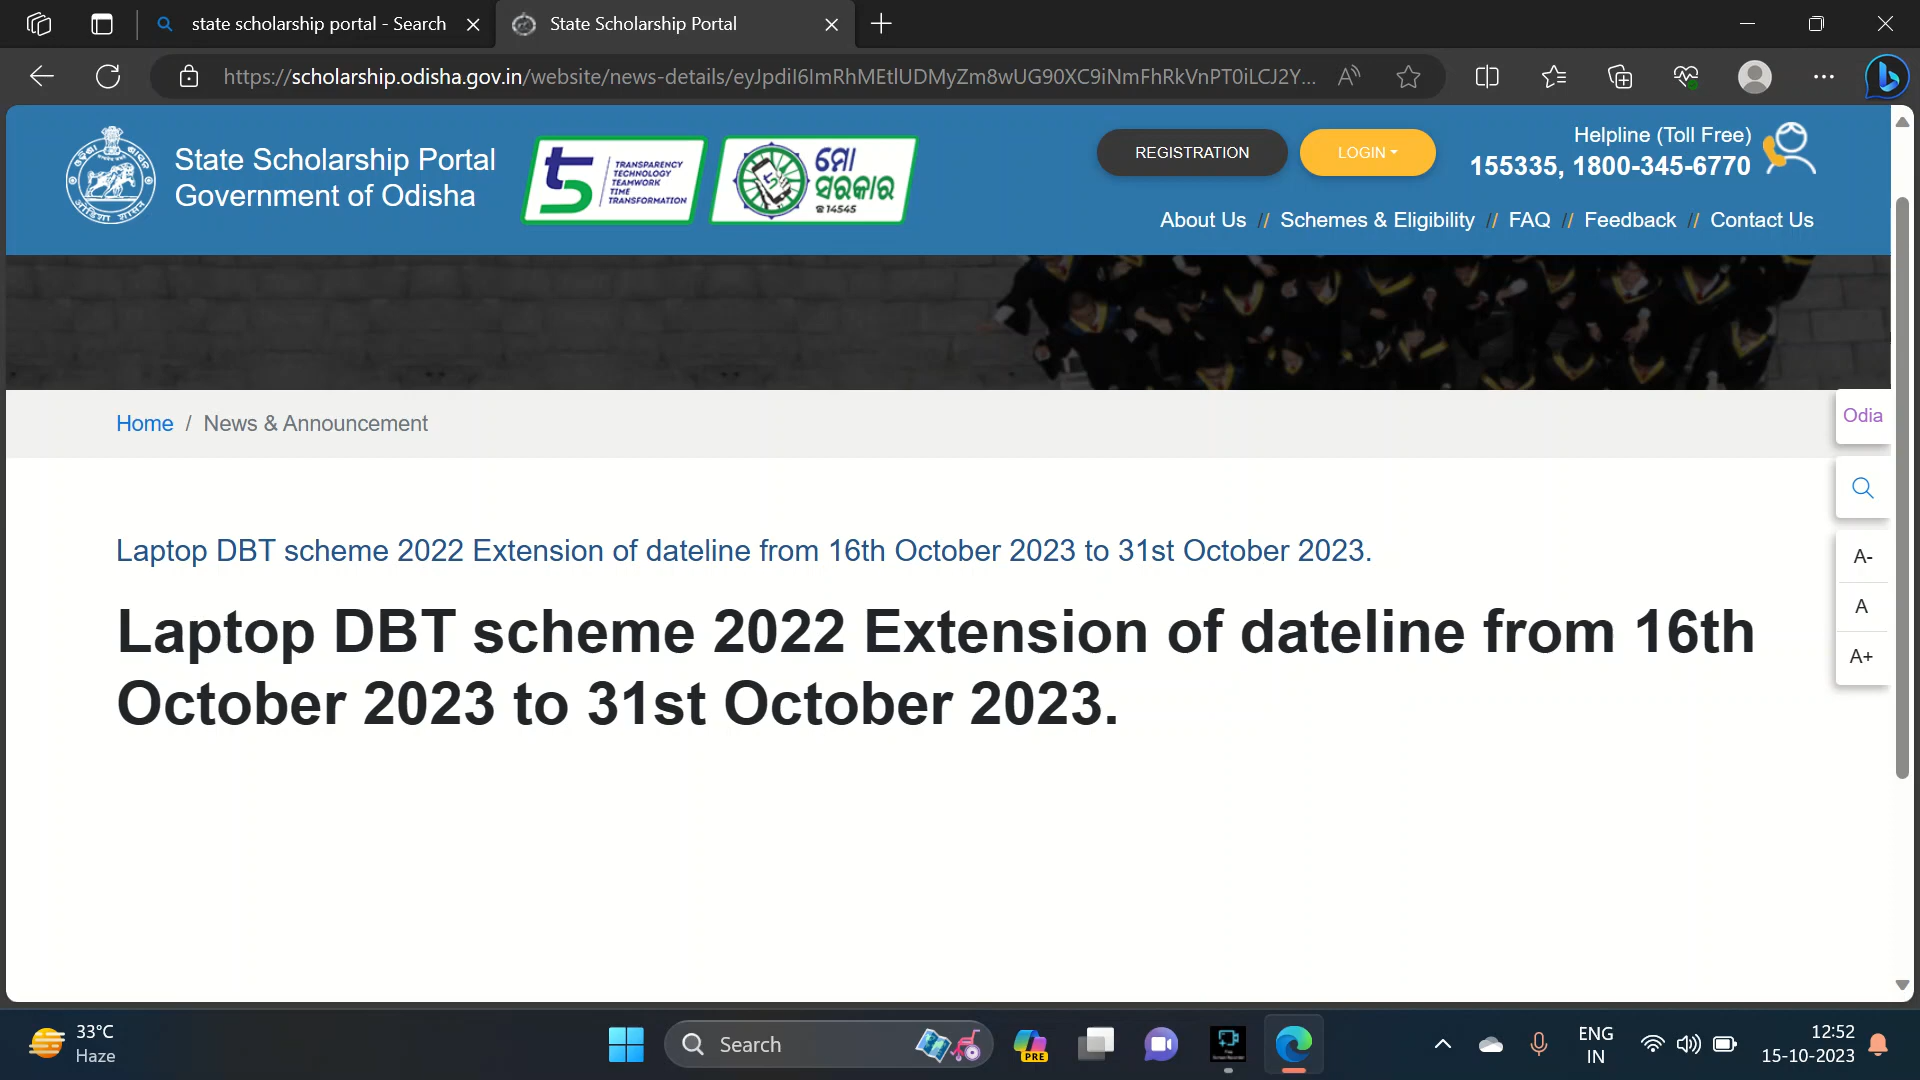 state scholarship portal - Search
State Scholarship Portal
https://scholarship.odisha.gov.in/website/news-details/eyJpdiI6ImRhMEtlUDMyZm8wUG90XC9iNmFhRkVnPT0iLCJ2Y...
State Scholarship Portal
Government of Odisha
t5
TRANSPARENCY
TECHNOLOGY
TEAMWORK
TIME
TRANSFORMATION
ମୋ
ସରକାର
☎14545
REGISTRATION
LOGIN
Helpline (Toll Free)
155335, 1800-345-6770
About Us // Schemes & Eligibility // FAQ // Feedback // Contact Us
Home / News & Announcement
Odia
Laptop DBT scheme 2022 Extension of dateline from 16th October 2023 to 31st October 2023.
Laptop DBT scheme 2022 Extension of dateline from 16th
October 2023 to 31st October 2023.
A-
A
A+
33°C
Haze
Search
PRE
ENG
IN
12:52
15-10-2023